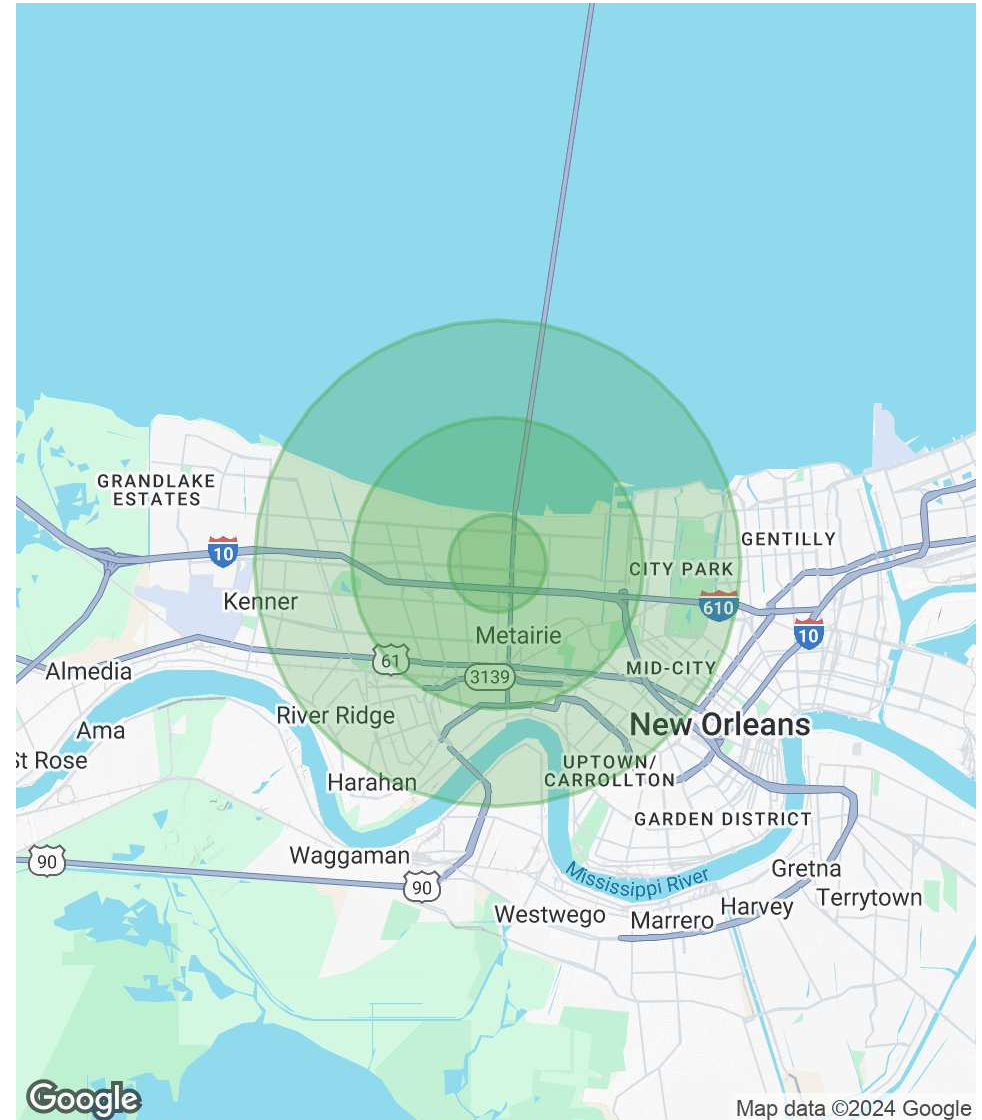 GRANDLAKE
ESTATES
GENTILLY
10
CITY PARK
Kenner
610
10
Metairie
61
MID-CITY
3139
Almedia
River Ridge
New Orleans
Ama
St Rose
UPTOWN/
CARROLLTON
Harahan
GARDEN DISTRICT
Waggaman
90
Gretna
90
Mississippi River
Terrytown
Harvey
Westwego
Marrero
Google
Map data ©2024 Google